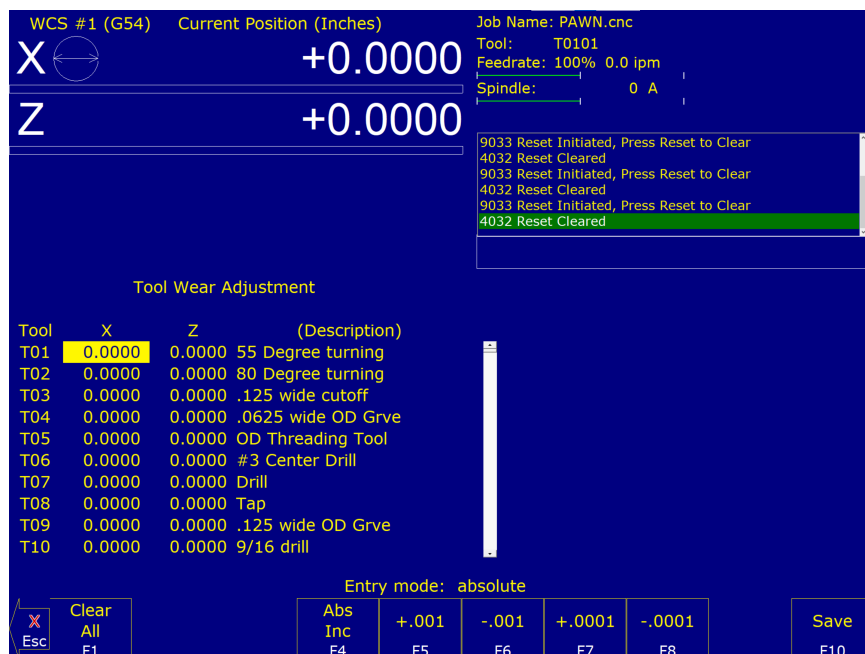 WCS #1 (G54) Current Position (Inches)
X +0.0000
Z +0.0000
Job Name: PAWN.cnc
Tool: T0101
Feedrate: 100% 0.0 ipm
Spindle: 0 A
9033 Reset Initiated, Press Reset to Clear
4032 Reset Cleared
9033 Reset Initiated, Press Reset to Clear
4032 Reset Cleared
9033 Reset Initiated, Press Reset to Clear
4032 Reset Cleared
Tool Wear Adjustment
Tool X Z (Description)
T01 0.0000 0.0000 55 Degree turning
T02 0.0000 0.0000 80 Degree turning
T03 0.0000 0.0000 .125 wide cutoff
T04 0.0000 0.0000 .0625 wide OD Grve
T05 0.0000 0.0000 OD Threading Tool
T06 0.0000 0.0000 #3 Center Drill
T07 0.0000 0.0000 Drill
T08 0.0000 0.0000 Tap
T09 0.0000 0.0000 .125 wide OD Grve
T10 0.0000 0.0000 9/16 drill
Entry mode: absolute
X
Esc
Clear
All
F1
Abs
Inc
F4
+.001
F5
-.001
F6
+.0001
F7
-.0001
F8
Save
F10